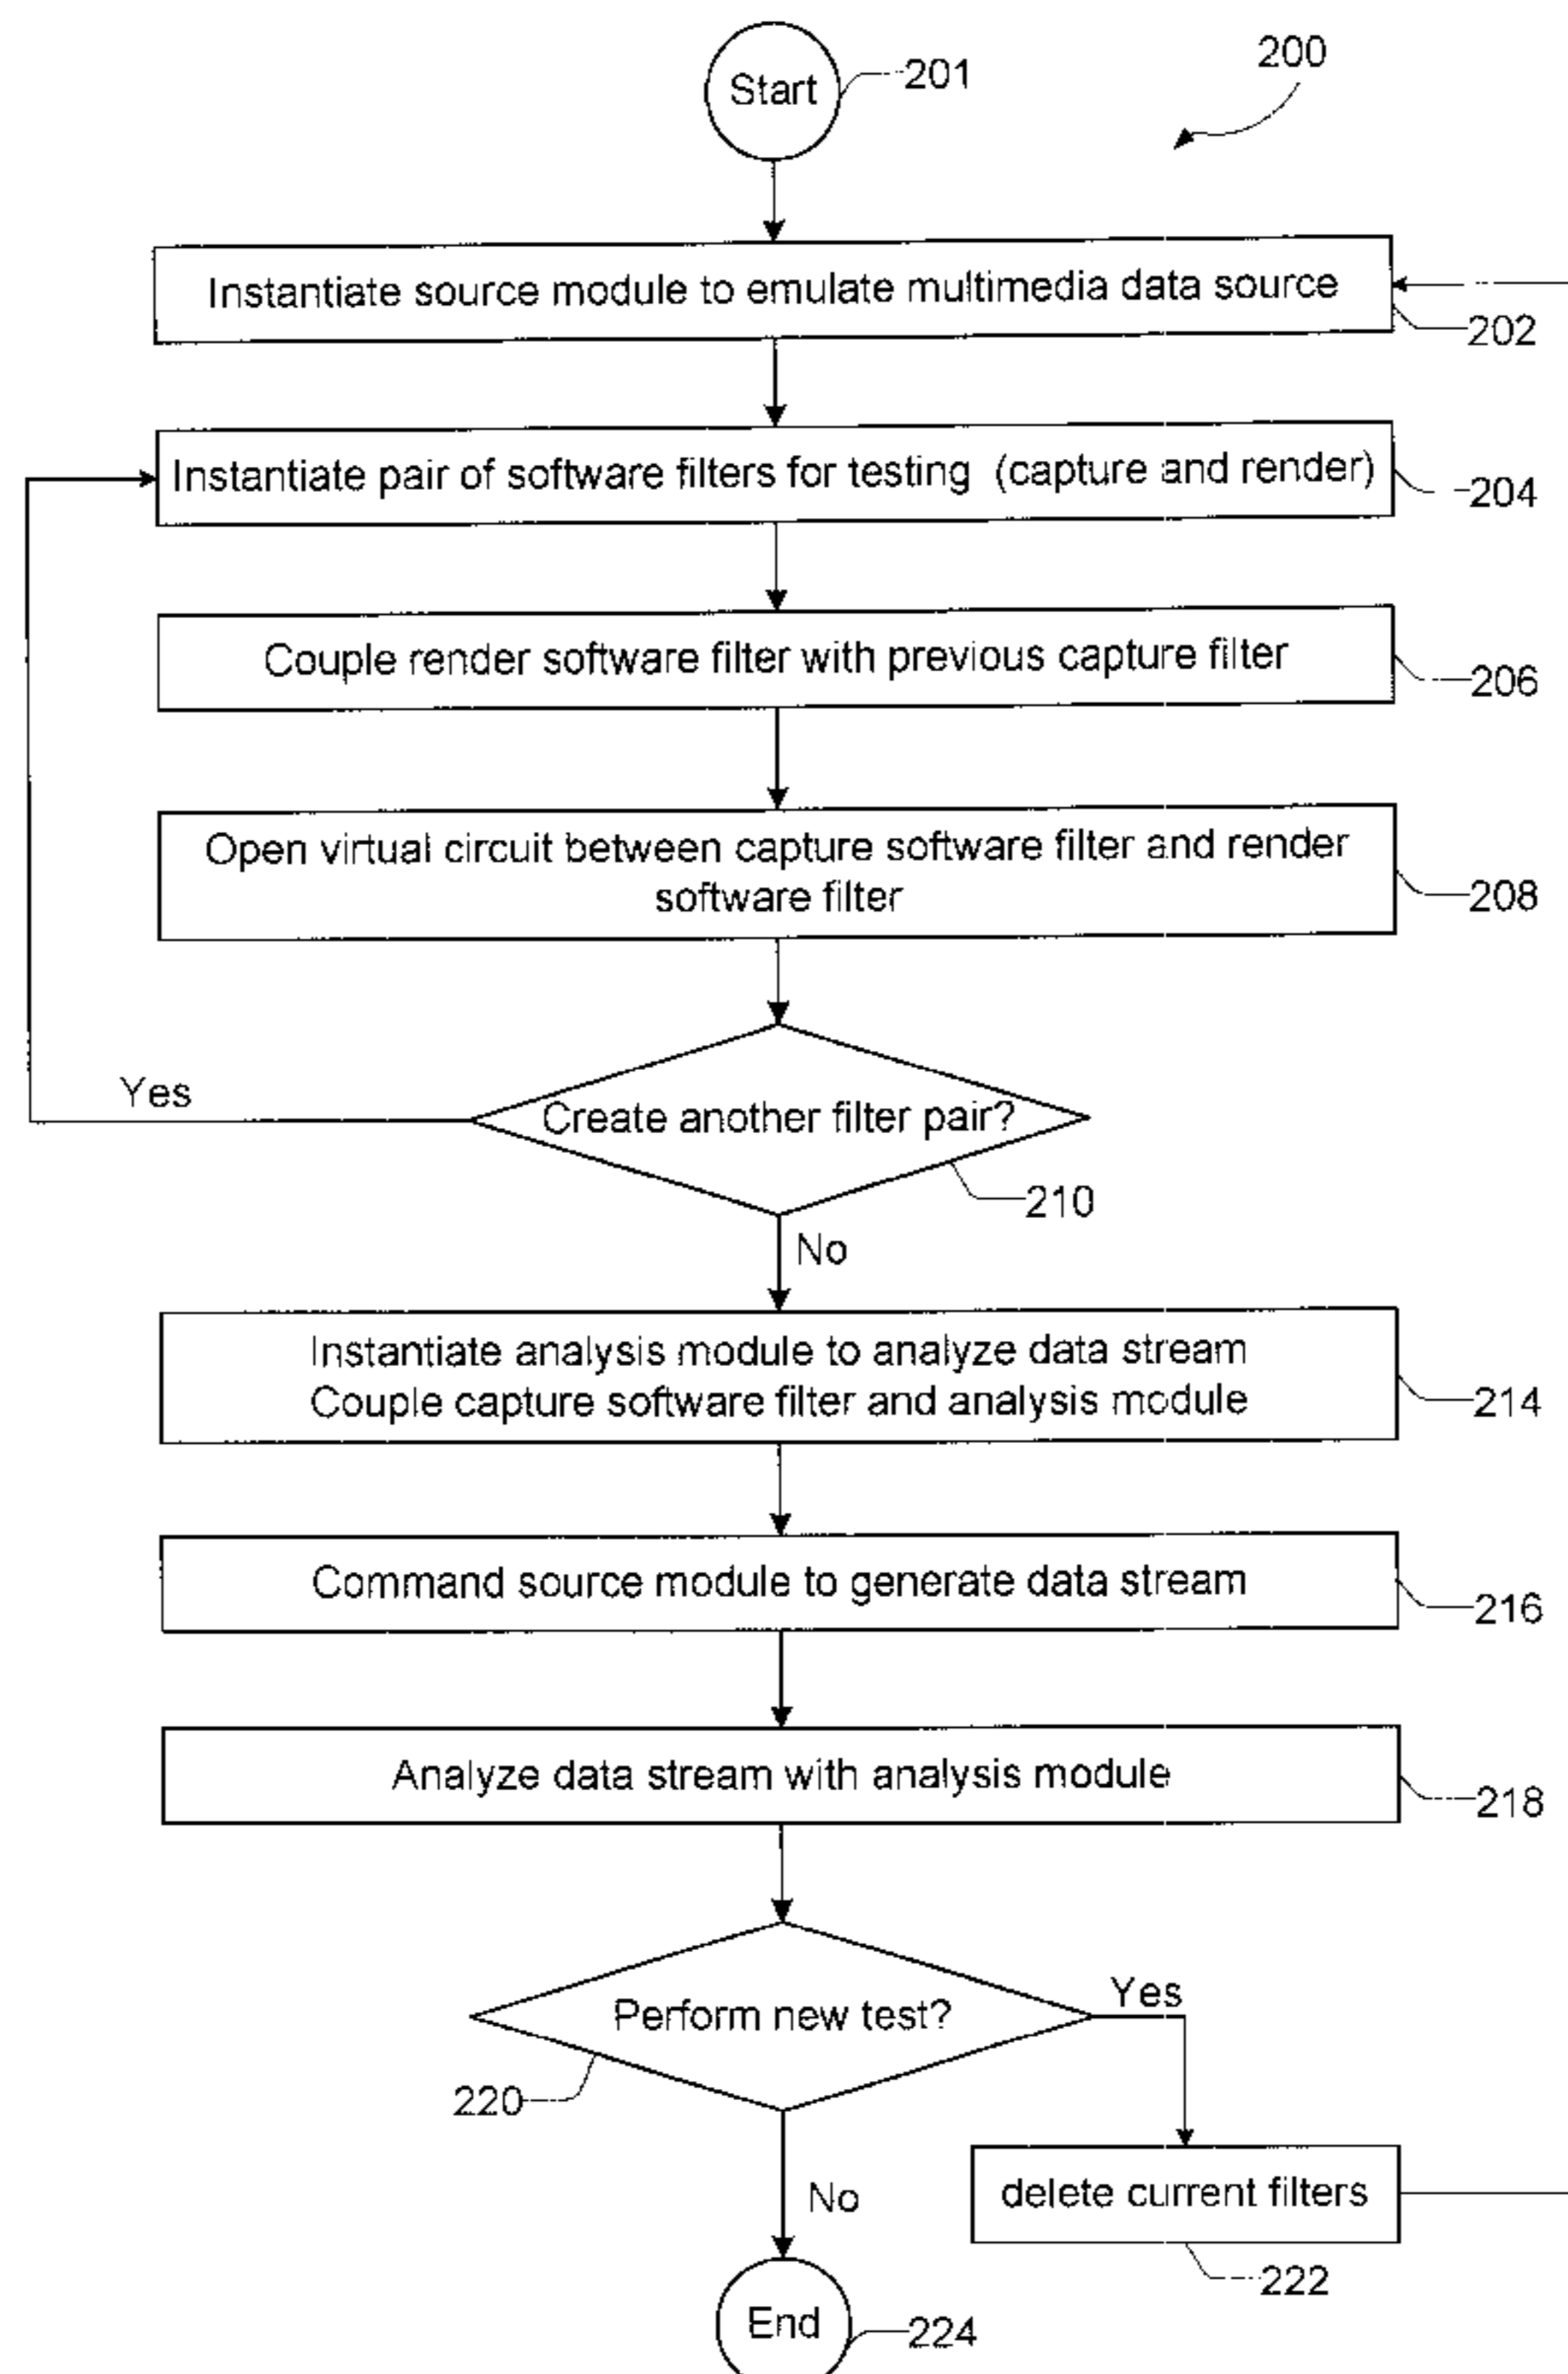 200
Start
201
Instantiate source module to emulate multimedia data source
202
Instantiate pair of software filters for testing (capture and render)
204
Couple render software filter with previous capture filter
206
Open virtual circuit between capture software filter and render
software filter
208
Yes
Create another filter pair?
210
No
Instantiate analysis module to analyze data stream
Couple capture software filter and analysis module
214
Command source module to generate data stream
216
Analyze data stream with analysis module
218
Perform new test?
Yes
220
No
delete current filters
222
End
224